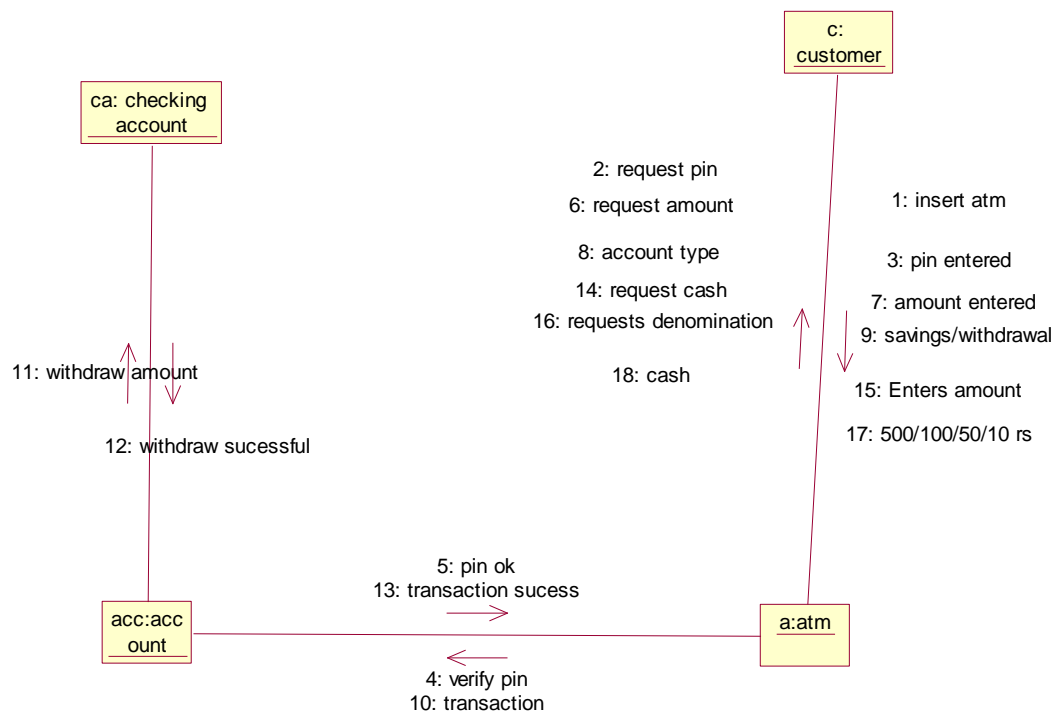 c:
customer
ca: checking
account
2: request pin
6: request amount
8: account type
14: request cash
16: requests denomination
18: cash
1: insert atm
3: pin entered
7: amount entered
9: savings/withdrawal
15: Enters amount
17: 500/100/50/10 rs
11: withdraw amount
12: withdraw sucessful
5: pin ok
13: transaction sucess
acc:acc
ount
a:atm
4: verify pin
10: transaction